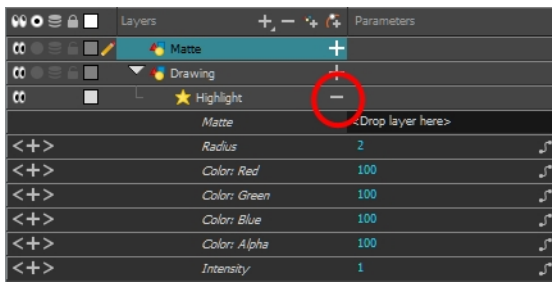 Layers Parameters
Matte
Drawing
Highlight
Matte <Drop layer here>
Radius 2
Color: Red 100
Color: Green 100
Color: Blue 100
Color: Alpha 100
Intensity 1